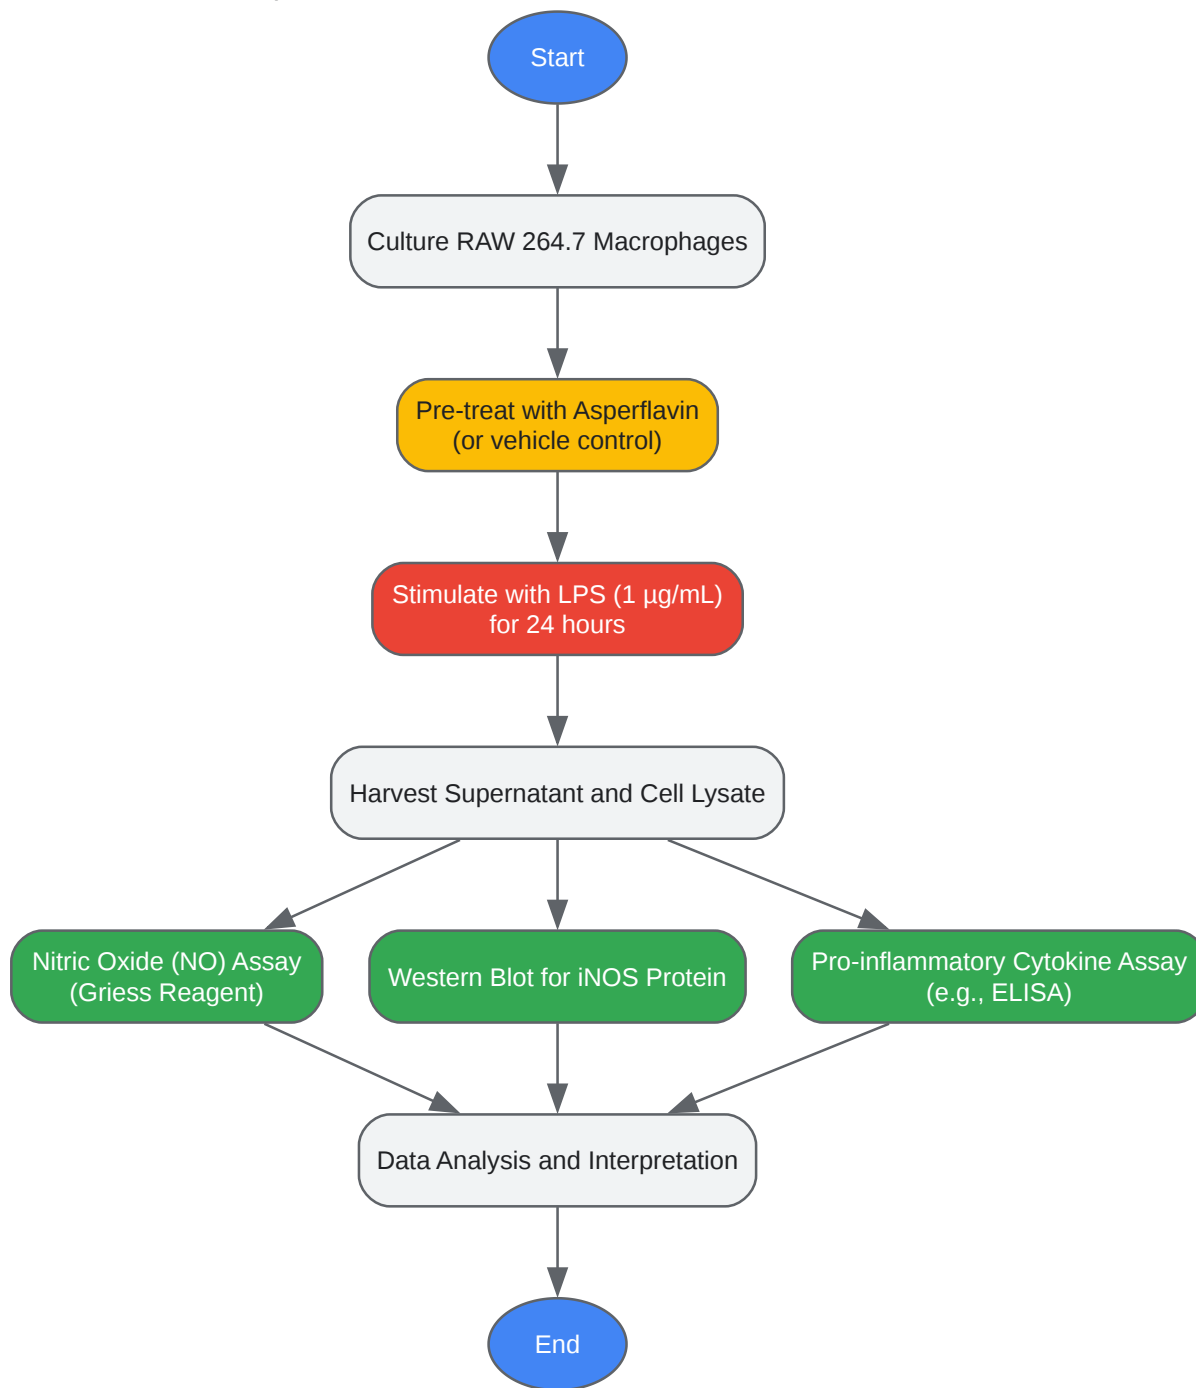 Start
Culture RAW 264.7 Macrophages
Pre-treat with Asperflavin
(or vehicle control)
Stimulate with LPS (1 µg/mL)
for 24 hours
Harvest Supernatant and Cell Lysate
Nitric Oxide (NO) Assay
(Griess Reagent)
Western Blot for iNOS Protein
Pro-inflammatory Cytokine Assay
(e.g., ELISA)
Data Analysis and Interpretation
End